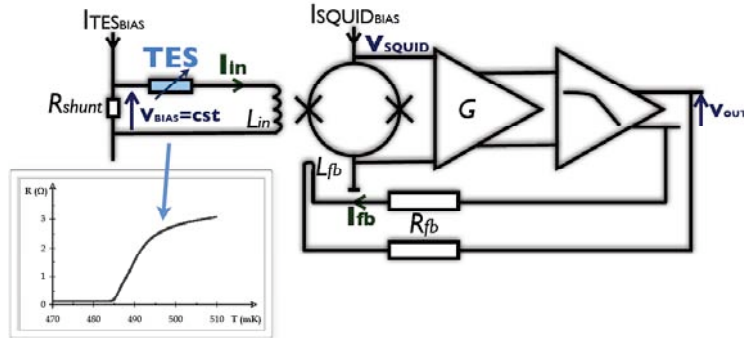 ITESBIAS
ISQUIDBIAS
TES
Iin
VSQUID
Rshunt
VBIAS=cst
Lin
G
VOUT
Lfb
Ifb
Rfb
R (Ω)
3
2
1
0
470 480 490 500 510 T (mK)